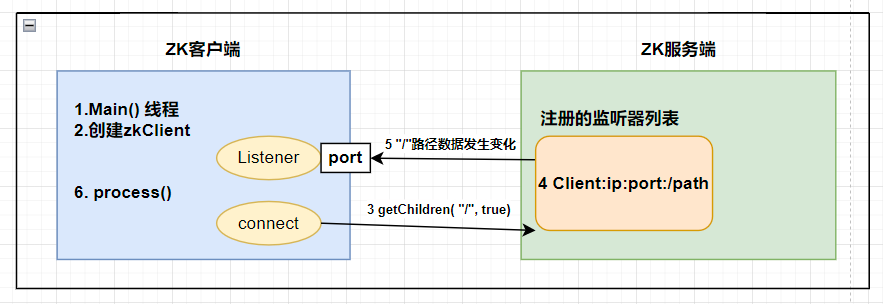 ZK客户端
ZK服务端
1.Main() 线程
2.创建zkClient
Listener
port
6. process()
connect
5 "/"路径数据发生变化
3 getChildren( "/", true)
注册的监听器列表
4 Client:ip:port:/path